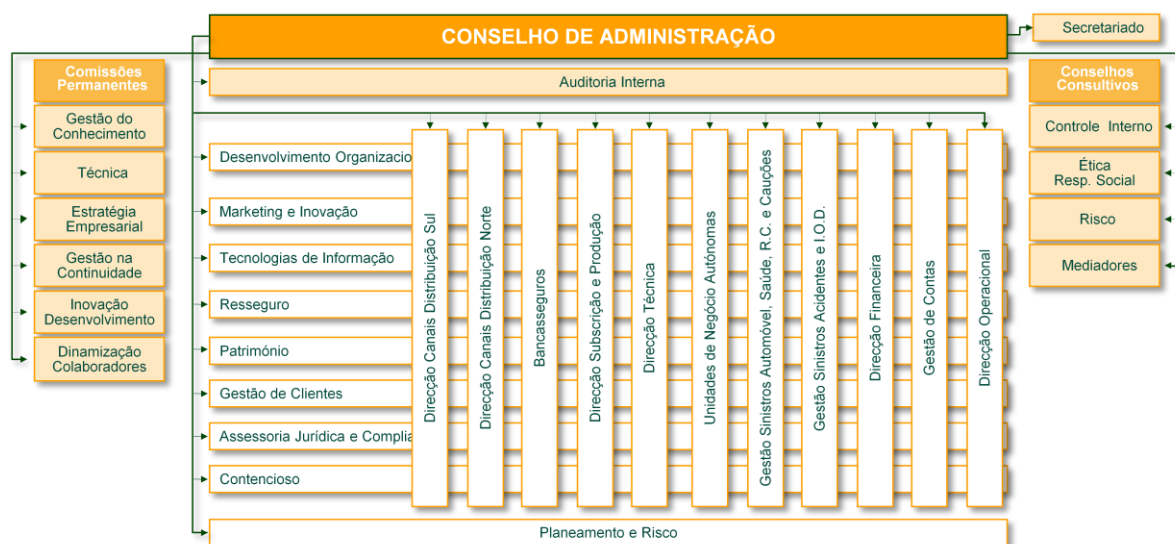 CONSELHO DE ADMINISTRAÇÃO
Secretariado
Comissões
Permanentes
Gestão do
Conhecimento
Técnica
Estratégia
Empresarial
Gestão na
Continuidade
Inovação
Desenvolvimento
Dinamização
Colaboradores
Auditoria Interna
Desenvolvimento Organizacio
Marketing e Inovação
Tecnologias de Informação
Resseguro
Património
Gestão de Clientes
Assessoria Jurídica e Complia
Contencioso
Direcção Canais Distribuição Sul
Direcção Canais Distribuição Norte
Bancasseguros
Direcção Subscrição e Produção
Direcção Técnica
Unidades de Negócio Autónomas
Gestão Sinistros Automóvel, Saúde, R.C. e Cauções
Gestão Sinistros Acidentes e I.O.D.
Direcção Financeira
Gestão de Contas
Direcção Operacional
Planeamento e Risco
Conselhos
Consultivos
Controle Interno
Ética
Resp. Social
Risco
Mediadores